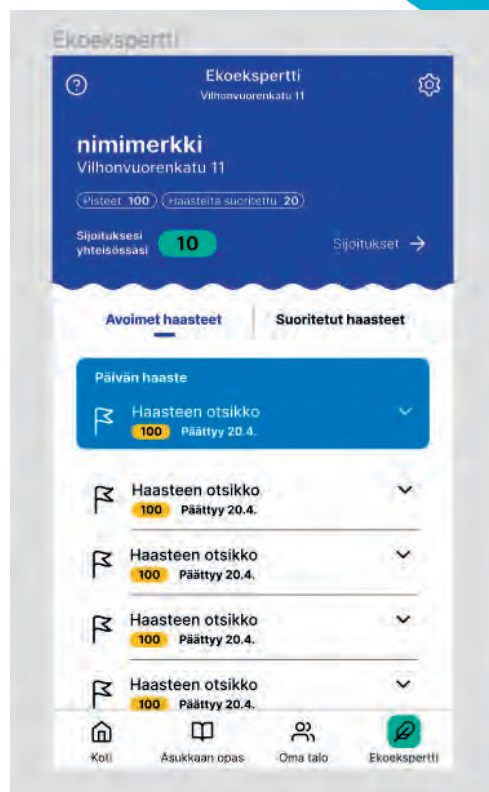 Ekoekspertti
Ekoekspertti
Vilhonvuorenkatu 11
nimimerkki
Vilhonvuorenkatu 11
Pisteet 100 Haasteita suoritettu 20
Sijoituksesi
yhteisössäsi 10 Sijoitukset →
Avoimet haasteet Suoritetut haasteet
Päivän haaste
Haasteen otsikko
100 Päättyy 20.4.
Haasteen otsikko
100 Päättyy 20.4.
Haasteen otsikko
100 Päättyy 20.4.
Haasteen otsikko
100 Päättyy 20.4.
Haasteen otsikko
100 Päättyy 20.4.
Koti Asukkaan opas Oma talo Ekoekspertti